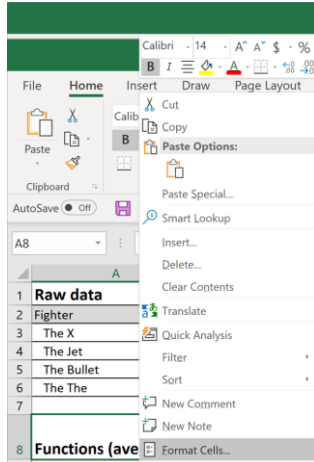 Calibri 14 A^ A˅ $ % 
B I A
File Home Insert Draw Page Layout
Paste
Calib
B
Clipboard
AutoSave Off
A8
Cut
Copy
Paste Options:
Paste Special...
Smart Lookup
Insert...
Delete...
Clear Contents
Translate
Quick Analysis
Filter
Sort
New Comment
New Note
Format Cells...
A
1 Raw data
2 Fighter
3 The X
4 The Jet
5 The Bullet
6 The The
7
8 Functions (ave